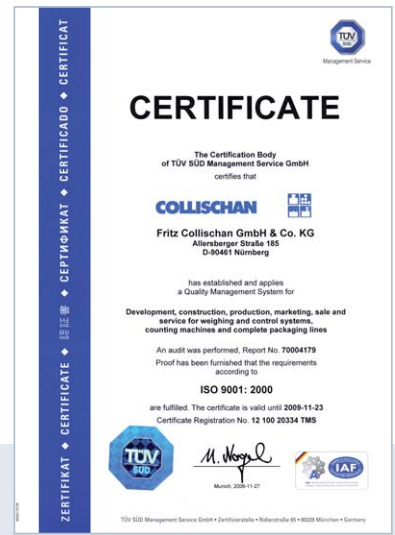 TÜV
SÜD
Management Service
CERTIFICATE
The Certification Body
of TÜV SÜD Management Service GmbH
certifies that
COLLISCHAN
Fritz Collischan GmbH & Co. KG
Allersberger Straße 185
D-90461 Nürnberg
has established and applies
a Quality Management System for
Development, construction, production, marketing, sale and
service for weighing and control systems,
counting machines and complete packaging lines
An audit was performed, Report No. 70004179
Proof has been furnished that the requirements
according to
ISO 9001: 2000
are fulfilled. The certificate is valid until 2009-11-23
Certificate Registration No. 12 100 20334 TMS
TÜV
SÜD
Munich, 2006-11-27
IAF
TÜV SÜD Management Service GmbH • Zertifizierstelle • Ridlerstraße 65 • 80339 München • Germany
ZERTIFIKAT ◆ CERTIFICATE ◆ 認証書 ◆ СЕРТИФИКАТ ◆ CERTIFICADO ◆ CERTIFICAT